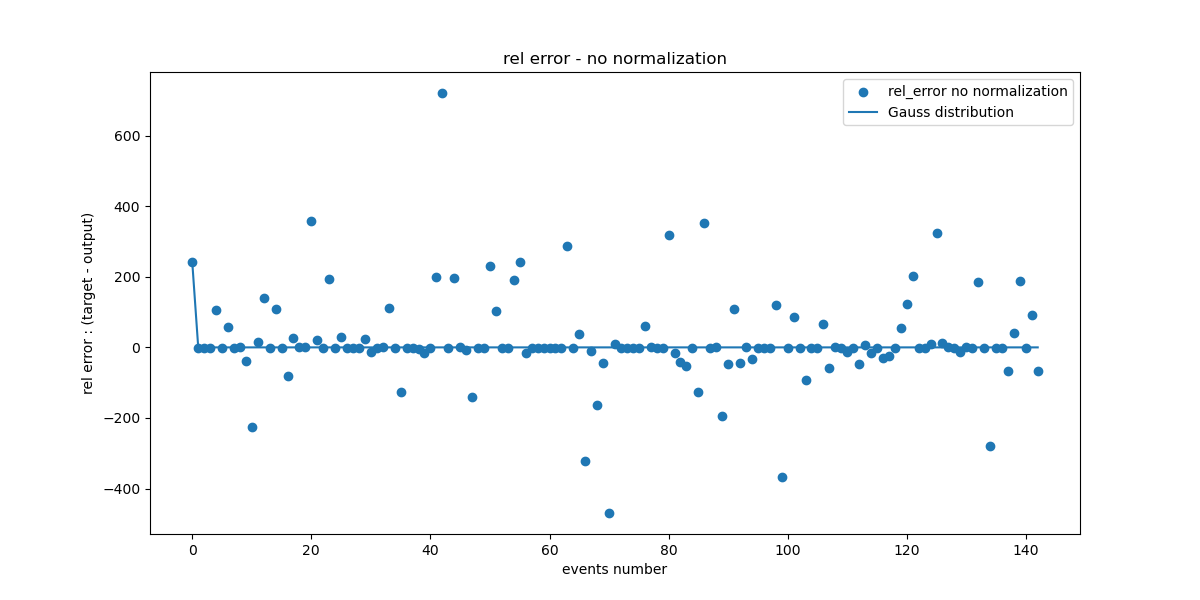 rel error - no normalization
rel_error no normalization
Gauss distribution
rel error : (target - output)
600
400
200
0
−200
−400
0 20 40 60 80 100 120 140
events number